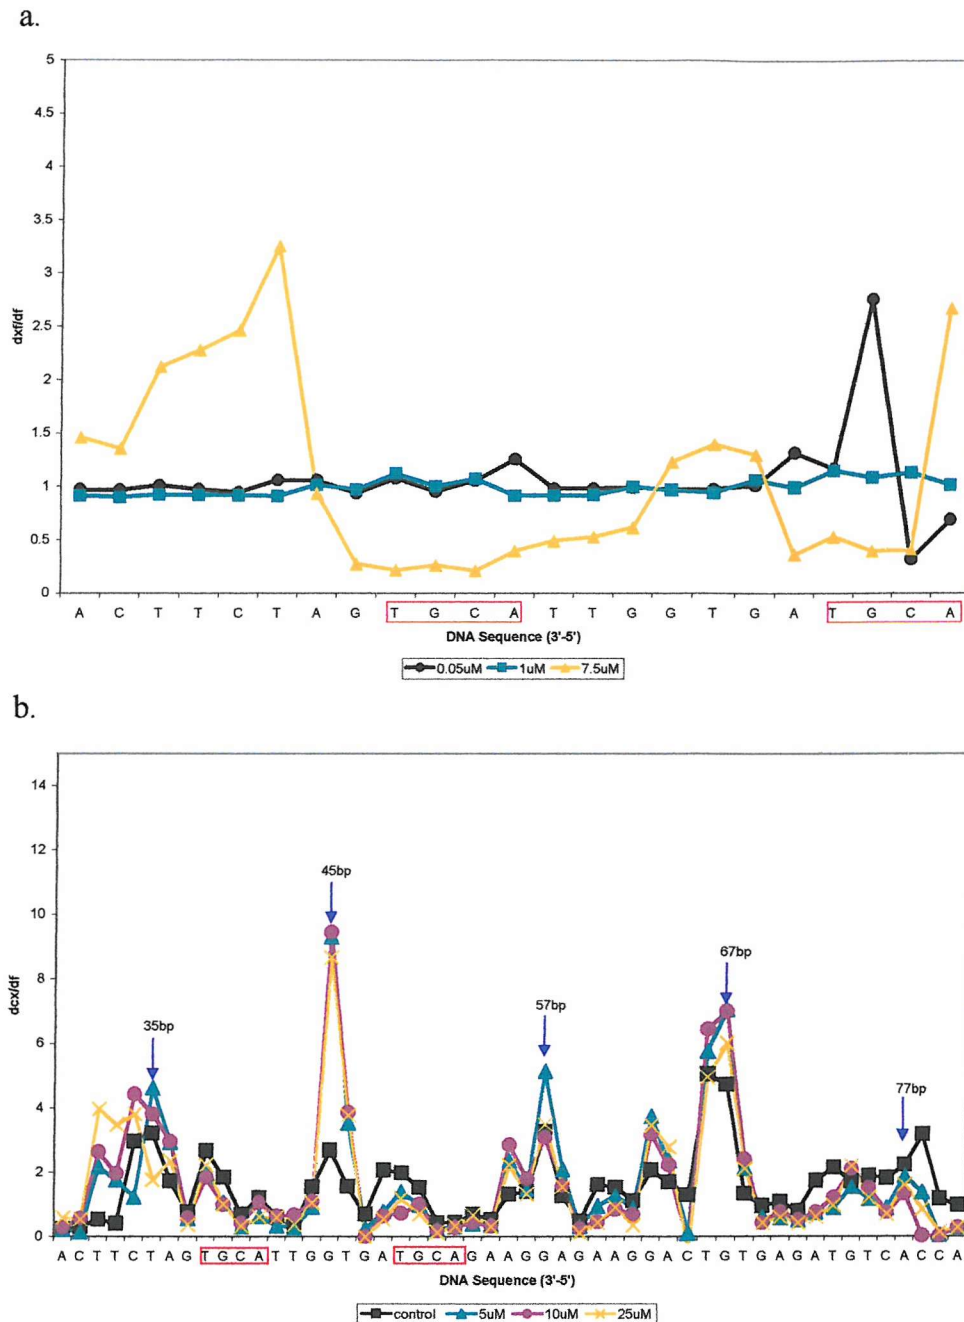 a.
5
4.5
4
3.5
3
2.5
2
1.5
1
0.5
0
dxf/df
A C T T C T A G T G C A T T G G T G A T G C A
DNA Sequence (3'-5')
0.05uM 1uM 7.5uM
b.
14
12
10
8
6
4
2
0
dcx/df
35bp
45bp
57bp
67bp
77bp
A C T T C T A G T G C A T T G G T G A T G C A G A A G G A G A A G G A C T G T G A G A T G T C A C C A
DNA Sequence (3'-5')
control 5uM 10uM 25uM